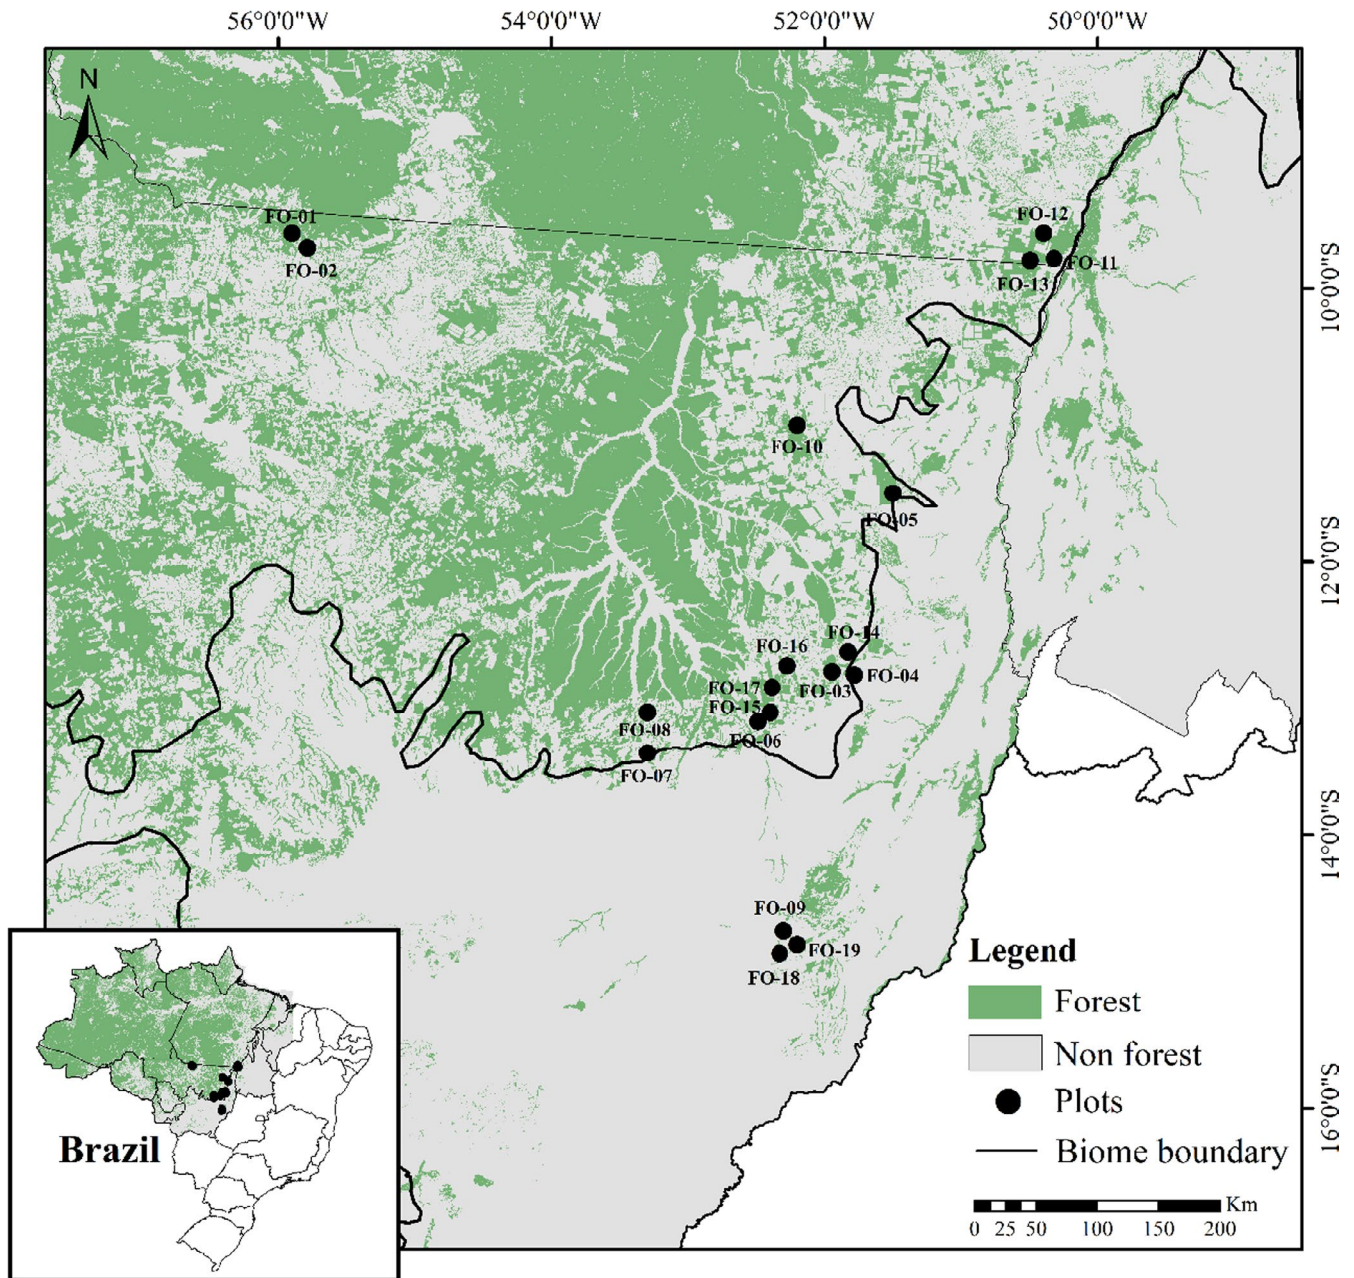 56°0'0"W 54°0'0"W 52°0'0"W 50°0'0"W
N
FO-01
FO-02
FO-12
FO-11
FO-13
10°0'0"S
FO-10
FO-05
12°0'0"S
FO-14
FO-16
FO-04
FO-03
FO-17
FO-15
FO-08
FO-06
FO-07
14°0'0"S
FO-09
FO-19
FO-18
Legend
Forest
Non forest
Plots
Biome boundary
16°0'0"S
Km
0 25 50 100 150 200
Brazil